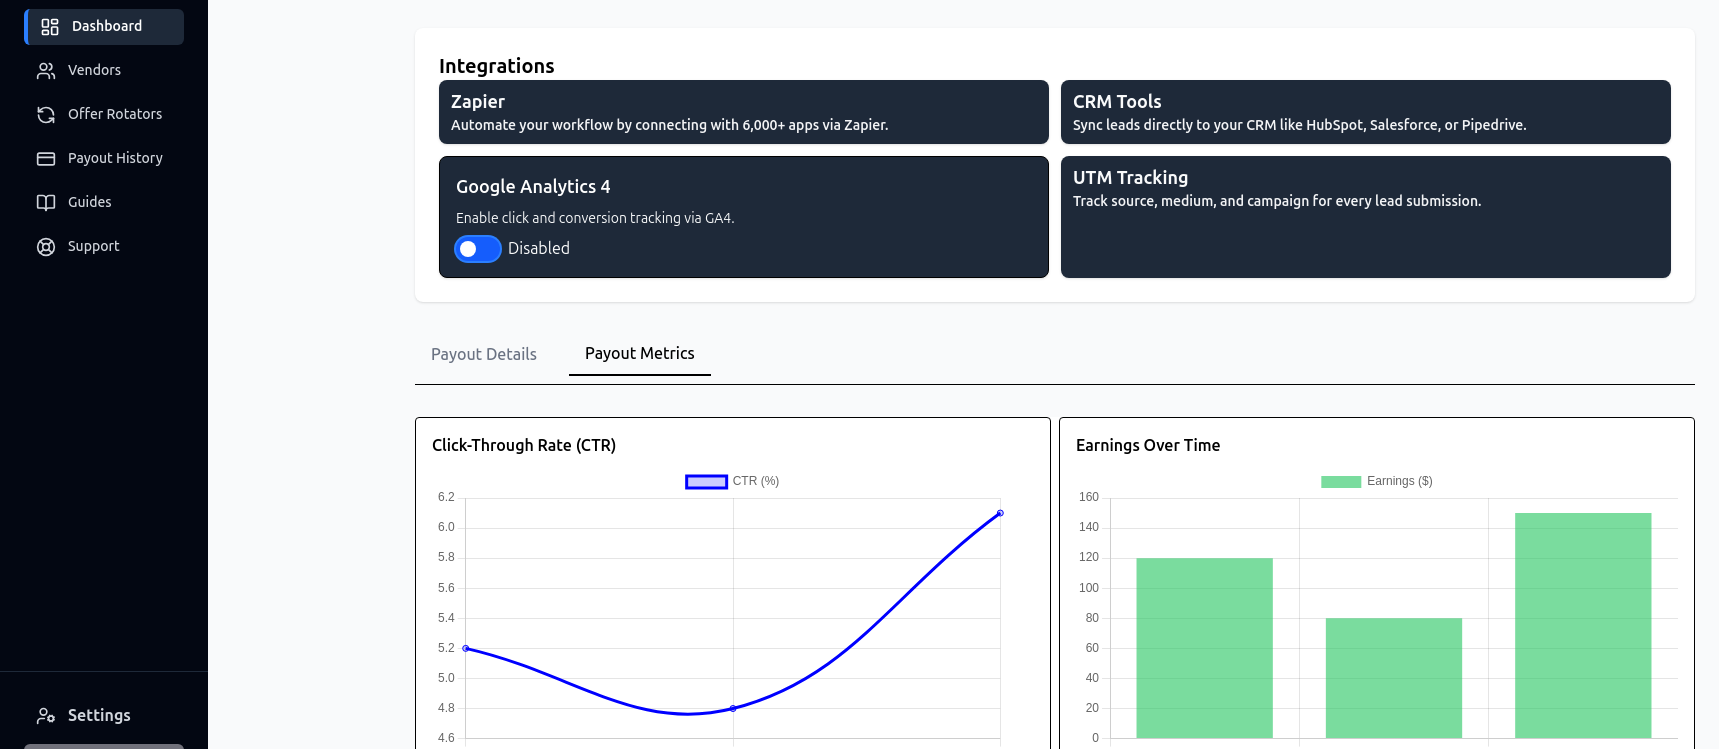 Dashboard
Vendors
Offer Rotators
Payout History
Guides
Support
Settings
Integrations
Zapier
Automate your workflow by connecting with 6,000+ apps via Zapier.
CRM Tools
Sync leads directly to your CRM like HubSpot, Salesforce, or Pipedrive.
Google Analytics 4
Enable click and conversion tracking via GA4.
Disabled
UTM Tracking
Track source, medium, and campaign for every lead submission.
Payout Details
Payout Metrics
Click-Through Rate (CTR)
CTR (%)
6.2
6.0
5.8
5.6
5.4
5.2
5.0
4.8
4.6
Earnings Over Time
Earnings ($)
160
140
120
100
80
60
40
20
0